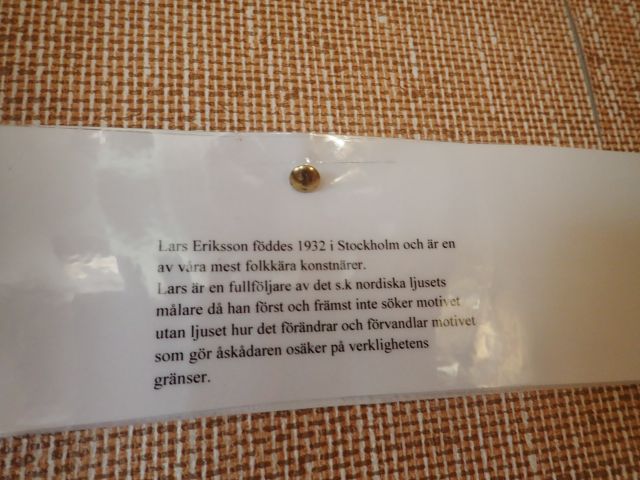 Lars Eriksson föddes 1932 i Stockholm och är en
av våra mest folkkära konstnärer.
Lars är en fullföljare av det s.k nordiska ljusets
målare då han först och främst inte söker motivet
utan ljuset hur det förändrar och förvandlar motivet
som gör åskådaren osäker på verklighetens
gränser.